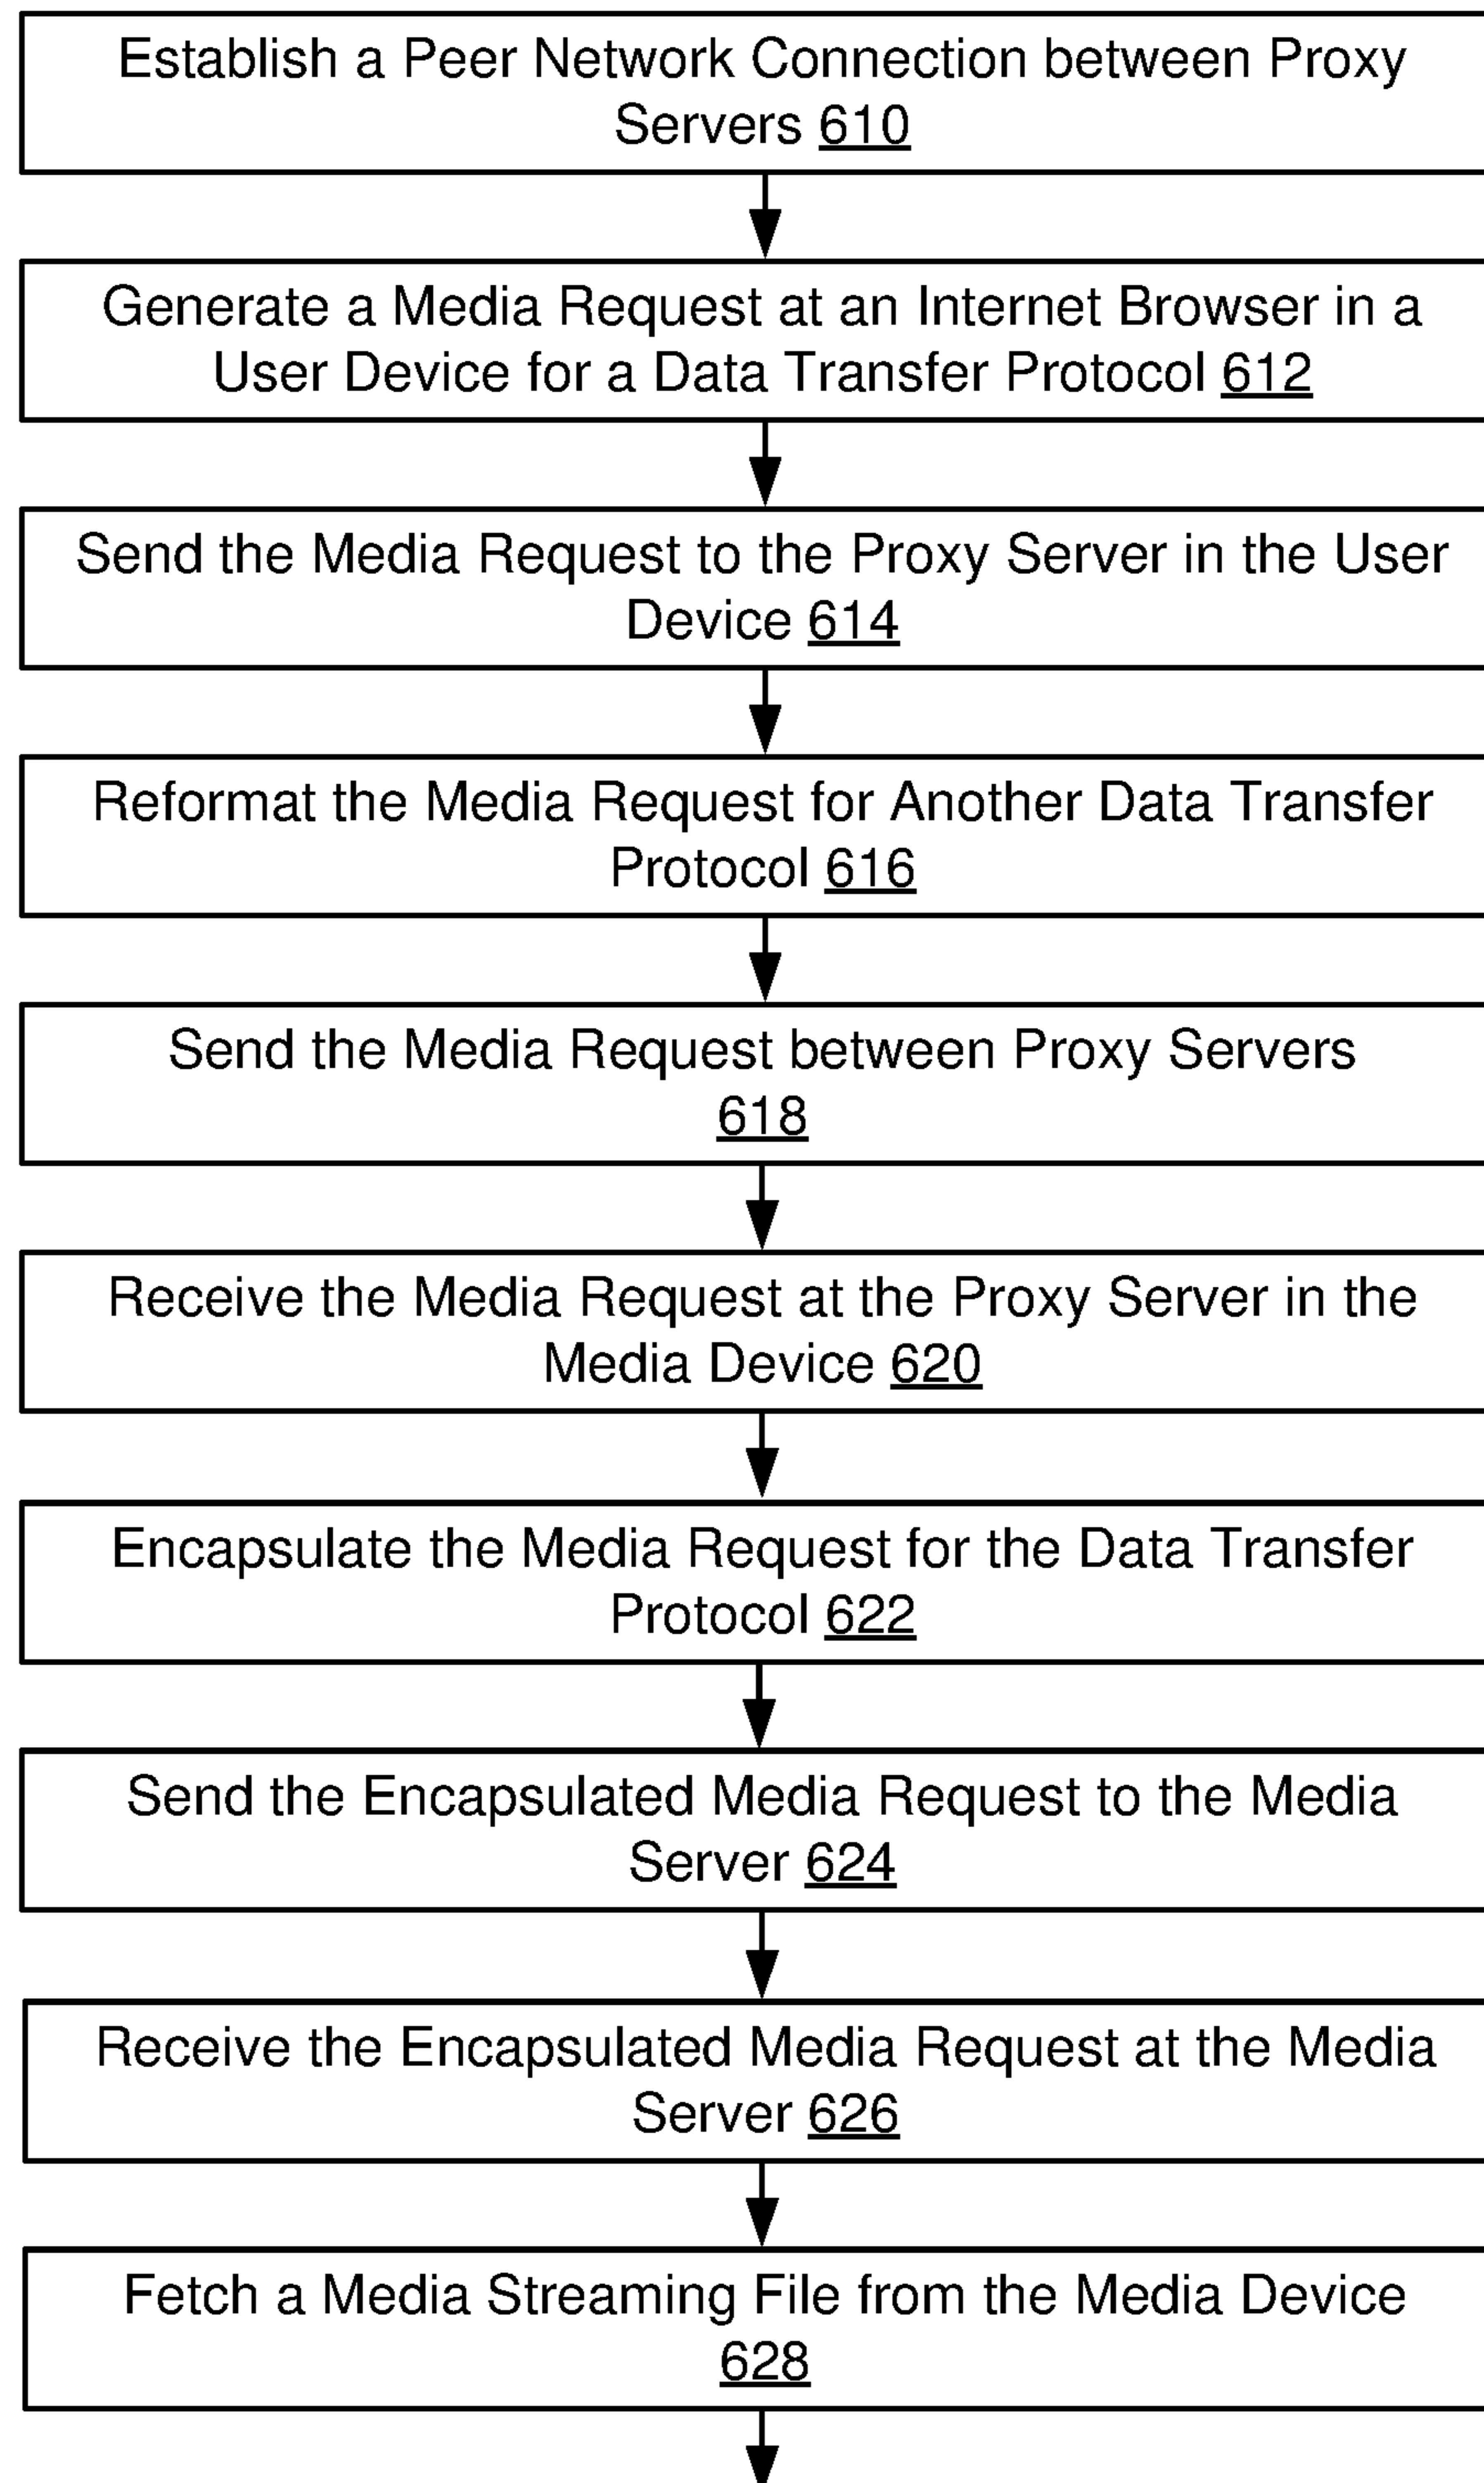 Establish a Peer Network Connection between Proxy
Servers 610
Generate a Media Request at an Internet Browser in a
User Device for a Data Transfer Protocol 612
Send the Media Request to the Proxy Server in the User
Device 614
Reformat the Media Request for Another Data Transfer
Protocol 616
Send the Media Request between Proxy Servers
618
Receive the Media Request at the Proxy Server in the
Media Device 620
Encapsulate the Media Request for the Data Transfer
Protocol 622
Send the Encapsulated Media Request to the Media
Server 624
Receive the Encapsulated Media Request at the Media
Server 626
Fetch a Media Streaming File from the Media Device
628